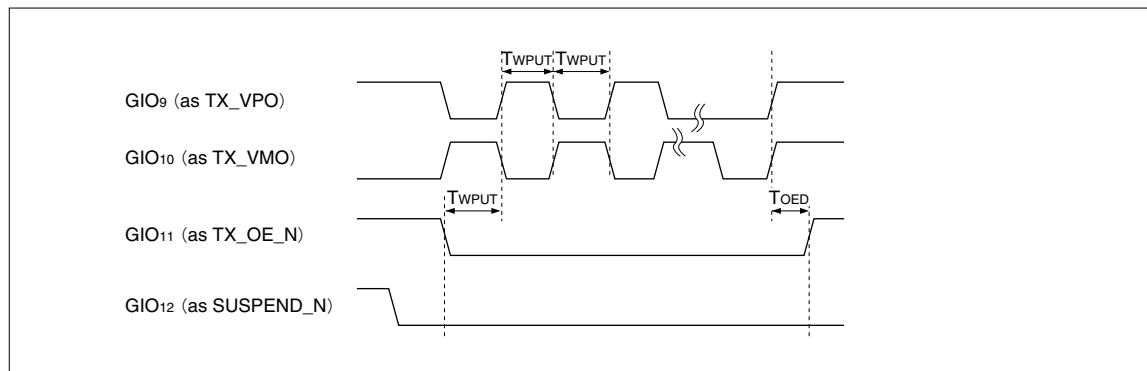 TWPUT TWPUT
GIO9 (as TX_VPO)
GIO10 (as TX_VMO)
TWPUT TOED
GIO11 (as TX_OE_N)
GIO12 (as SUSPEND_N)